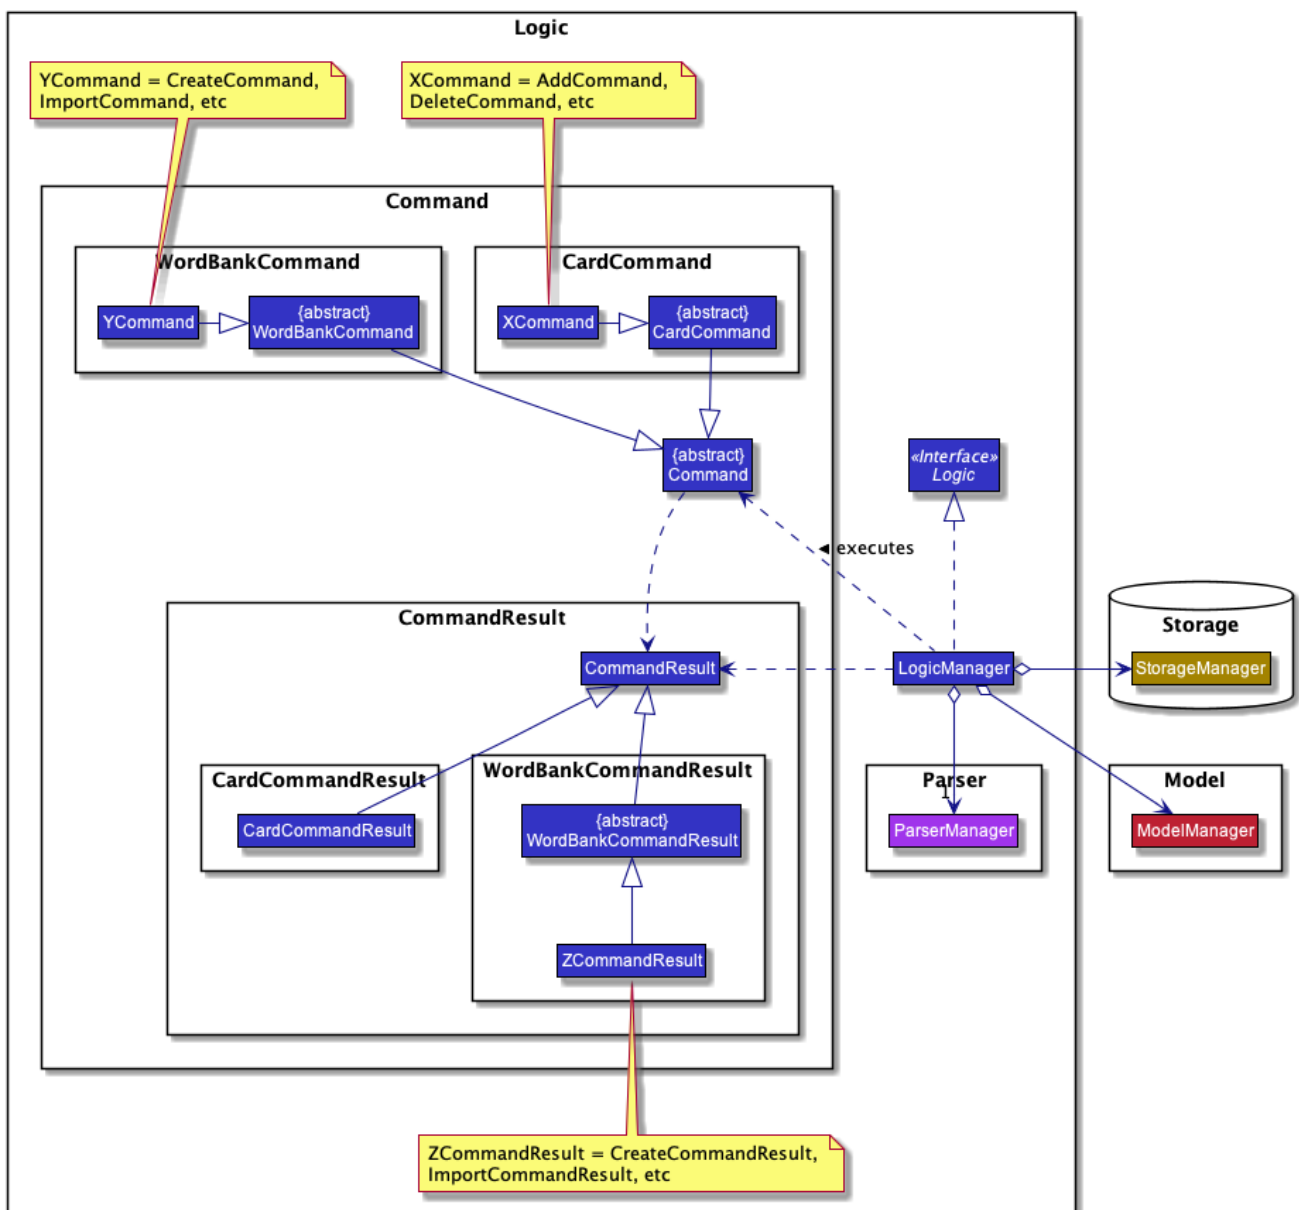 Logic
YCommand = CreateCommand,
ImportCommand, etc
XCommand = AddCommand,
DeleteCommand, etc
Command
WordBankCommand
CardCommand
YCommand
{abstract}
WordBankCommand
XCommand
{abstract}
CardCommand
{abstract}
Command
«Interface»
Logic
◄ executes
CommandResult
CommandResult
LogicManager
Storage
StorageManager
CardCommandResult
CardCommandResult
WordBankCommandResult
{abstract}
WordBankCommandResult
Parser
ParserManager
Model
ModelManager
ZCommandResult
ZCommandResult = CreateCommandResult,
ImportCommandResult, etc